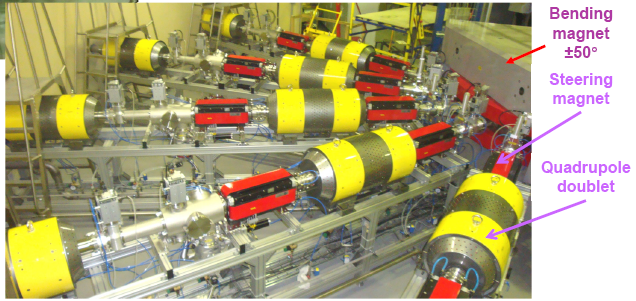 Bending
magnet
±50°
Steering
magnet
Quadrupole
doublet